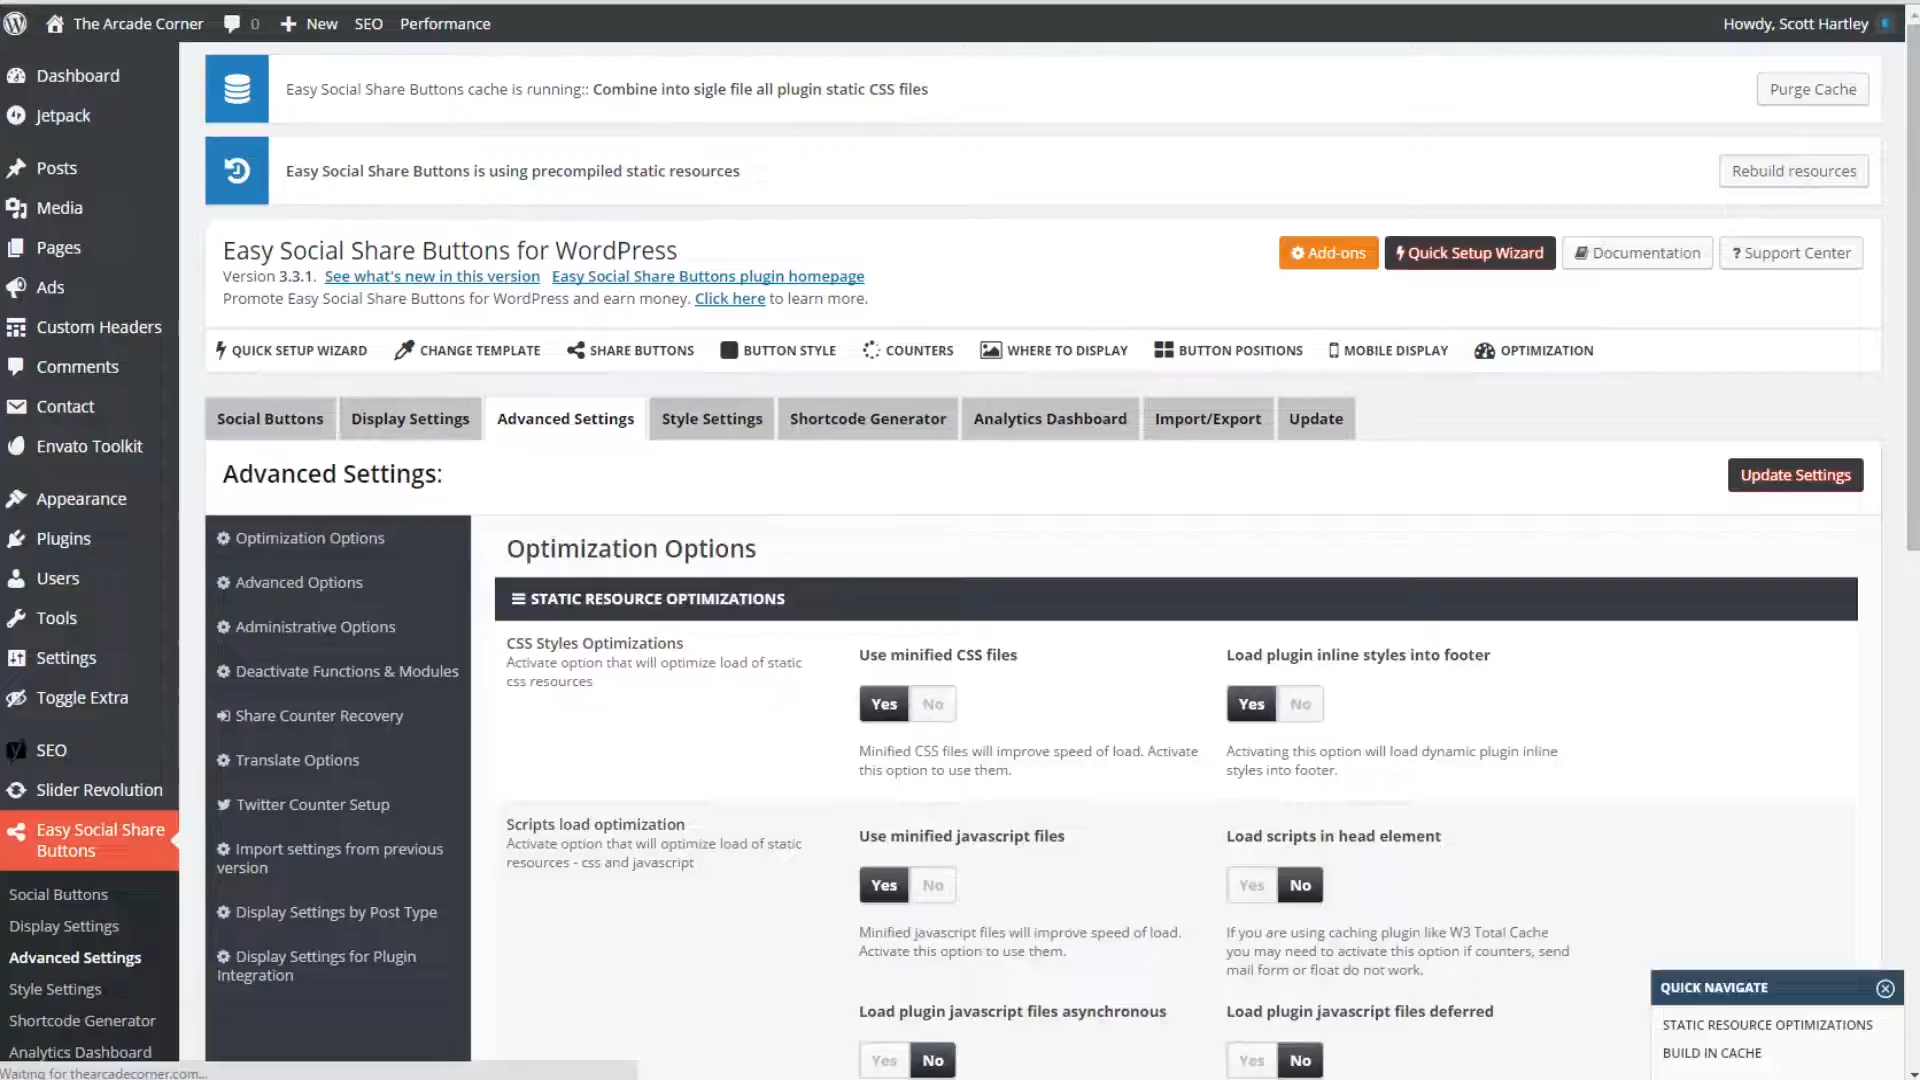 The Arcade Corner 0 New SEO Performance Howdy, Scott Hartley
Dashboard
Jetpack
Posts
Media
Pages
Ads
Custom Headers
Comments
Contact
Envato Toolkit
Appearance
Plugins
Users
Tools
Settings
Toggle Extra
SEO
Slider Revolution
Easy Social Share
Buttons
Social Buttons
Display Settings
Advanced Settings
Style Settings
Shortcode Generator
Analytics Dashboard
Waiting for thearcadecorner.com...
Easy Social Share Buttons cache is running:: Combine into sigle file all plugin static CSS files Purge Cache
Easy Social Share Buttons is using precompiled static resources Rebuild resources
Easy Social Share Buttons for WordPress
Version 3.3.1. See what's new in this version Easy Social Share Buttons plugin homepage
Promote Easy Social Share Buttons for WordPress and earn money. Click here to learn more.
Add-ons Quick Setup Wizard Documentation ? Support Center
QUICK SETUP WIZARD CHANGE TEMPLATE SHARE BUTTONS BUTTON STYLE COUNTERS WHERE TO DISPLAY BUTTON POSITIONS MOBILE DISPLAY OPTIMIZATION
Social Buttons Display Settings Advanced Settings Style Settings Shortcode Generator Analytics Dashboard Import/Export Update
Advanced Settings: Update Settings
Optimization Options
Advanced Options
Administrative Options
Deactivate Functions & Modules
Share Counter Recovery
Translate Options
Twitter Counter Setup
Import settings from previous
version
Display Settings by Post Type
Display Settings for Plugin
Integration
Optimization Options
STATIC RESOURCE OPTIMIZATIONS
CSS Styles Optimizations
Activate option that will optimize load of static
css resources
Use minified CSS files
Yes No
Minified CSS files will improve speed of load. Activate
this option to use them.
Load plugin inline styles into footer
Yes No
Activating this option will load dynamic plugin inline
styles into footer.
Scripts load optimization
Activate option that will optimize load of static
resources - css and javascript
Use minified javascript files
Yes No
Minified javascript files will improve speed of load.
Activate this option to use them.
Load scripts in head element
Yes No
If you are using caching plugin like W3 Total Cache
you may need to activate this option if counters, send
mail form or float do not work.
Load plugin javascript files asynchronous
Yes No
Load plugin javascript files deferred
Yes No
QUICK NAVIGATE
STATIC RESOURCE OPTIMIZATIONS
BUILD IN CACHE